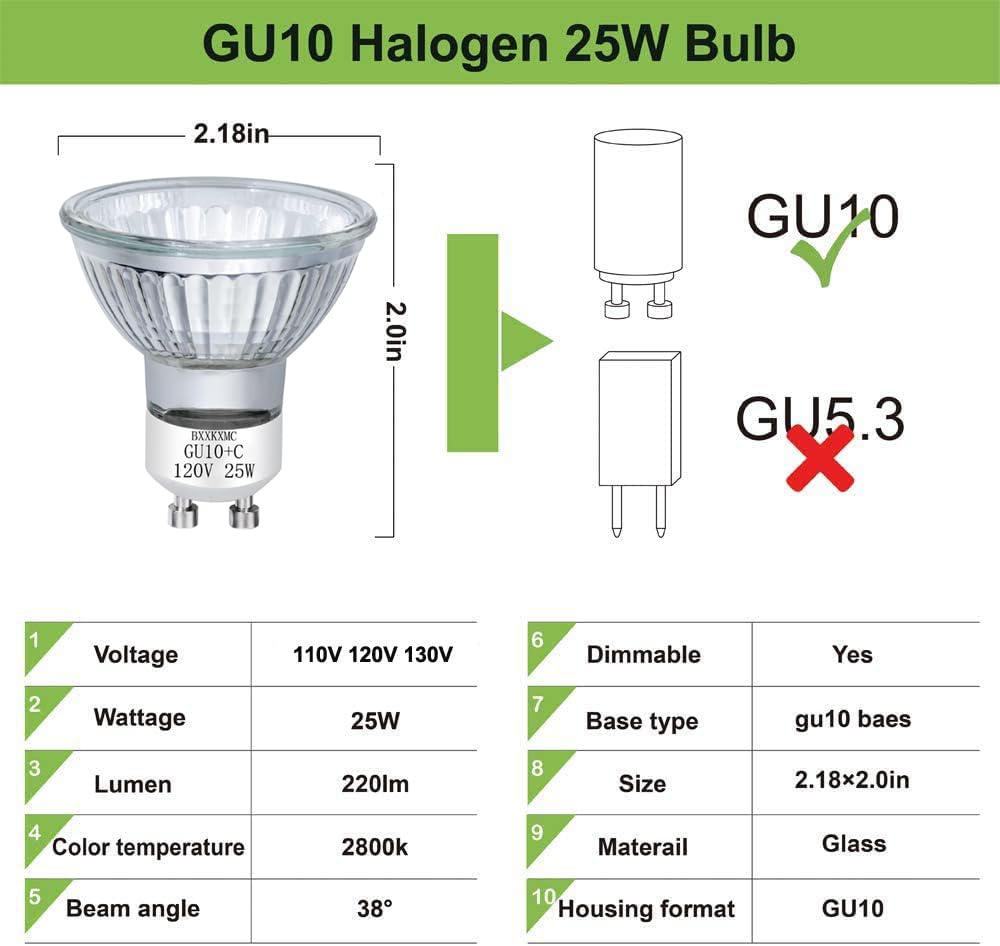 GU10 Halogen 25W Bulb
2.18in
2.0in
BXXKXMC
GU10+C
120V 25W
GU10
GU5.3
1 Voltage 110V 120V 130V
2 Wattage 25W
3 Lumen 220lm
4 Color temperature 2800k
5 Beam angle 38°
6 Dimmable Yes
7 Base type gu10 baes
8 Size 2.18×2.0in
9 Materail Glass
10 Housing format GU10